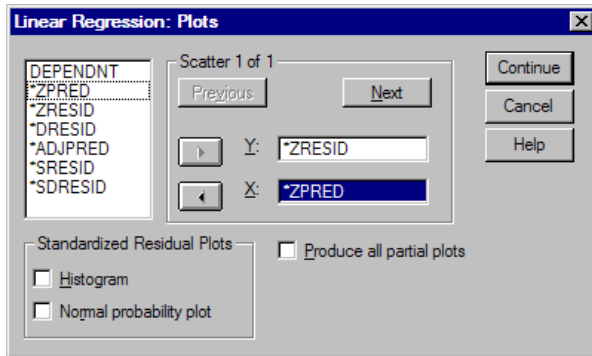 Linear Regression: Plots
DEPENDNT
*ZPRED
*ZRESID
*DRESID
*ADJPRED
*SRESID
*SDRESID
Scatter 1 of 1
Previous
Next
Y: *ZRESID
X: *ZPRED
Continue
Cancel
Help
Standardized Residual Plots
Histogram
Normal probability plot
Produce all partial plots